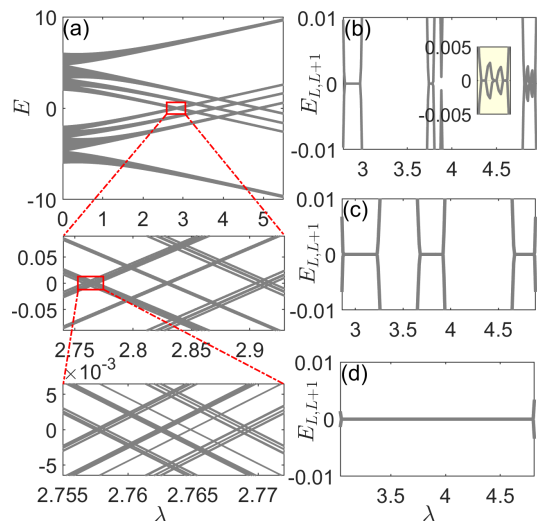 (a)
10
E
0
-10
0 1 2 3 4 5
0.05
0
-0.05
2.75 2.8 2.85 2.9
×10⁻³
5
0
-5
2.755 2.76 2.765 2.77
λ
(b)
0.01
E_{L,L+1}
0
-0.01
0.005
0
-0.005
3 3.5 4 4.5
(c)
0.01
E_{L,L+1}
0
-0.01
3 3.5 4 4.5
(d)
0.01
E_{L,L+1}
0
-0.01
3.5 4 4.5
λ